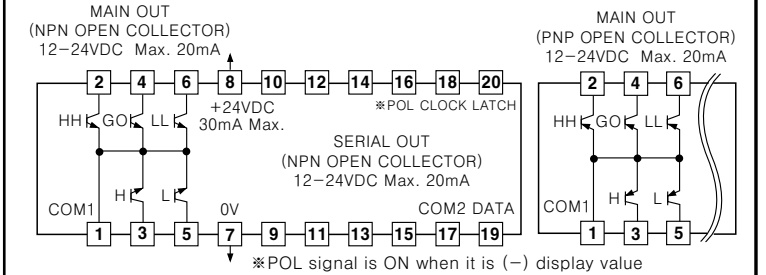 MAIN OUT
(NPN OPEN COLLECTOR)
12-24VDC Max. 20mA
2 4 6 8 10 12 14 16 18 20
+24VDC
30mA Max.
※POL CLOCK LATCH
HH GO LL
SERIAL OUT
(NPN OPEN COLLECTOR)
12-24VDC Max. 20mA
H L
COM1 0V COM2 DATA
1 3 5 7 9 11 13 15 17 19
※POL signal is ON when it is (-) display value
MAIN OUT
(PNP OPEN COLLECTOR)
12-24VDC Max. 20mA
2 4 6
HH GO LL
H L
COM1
1 3 5